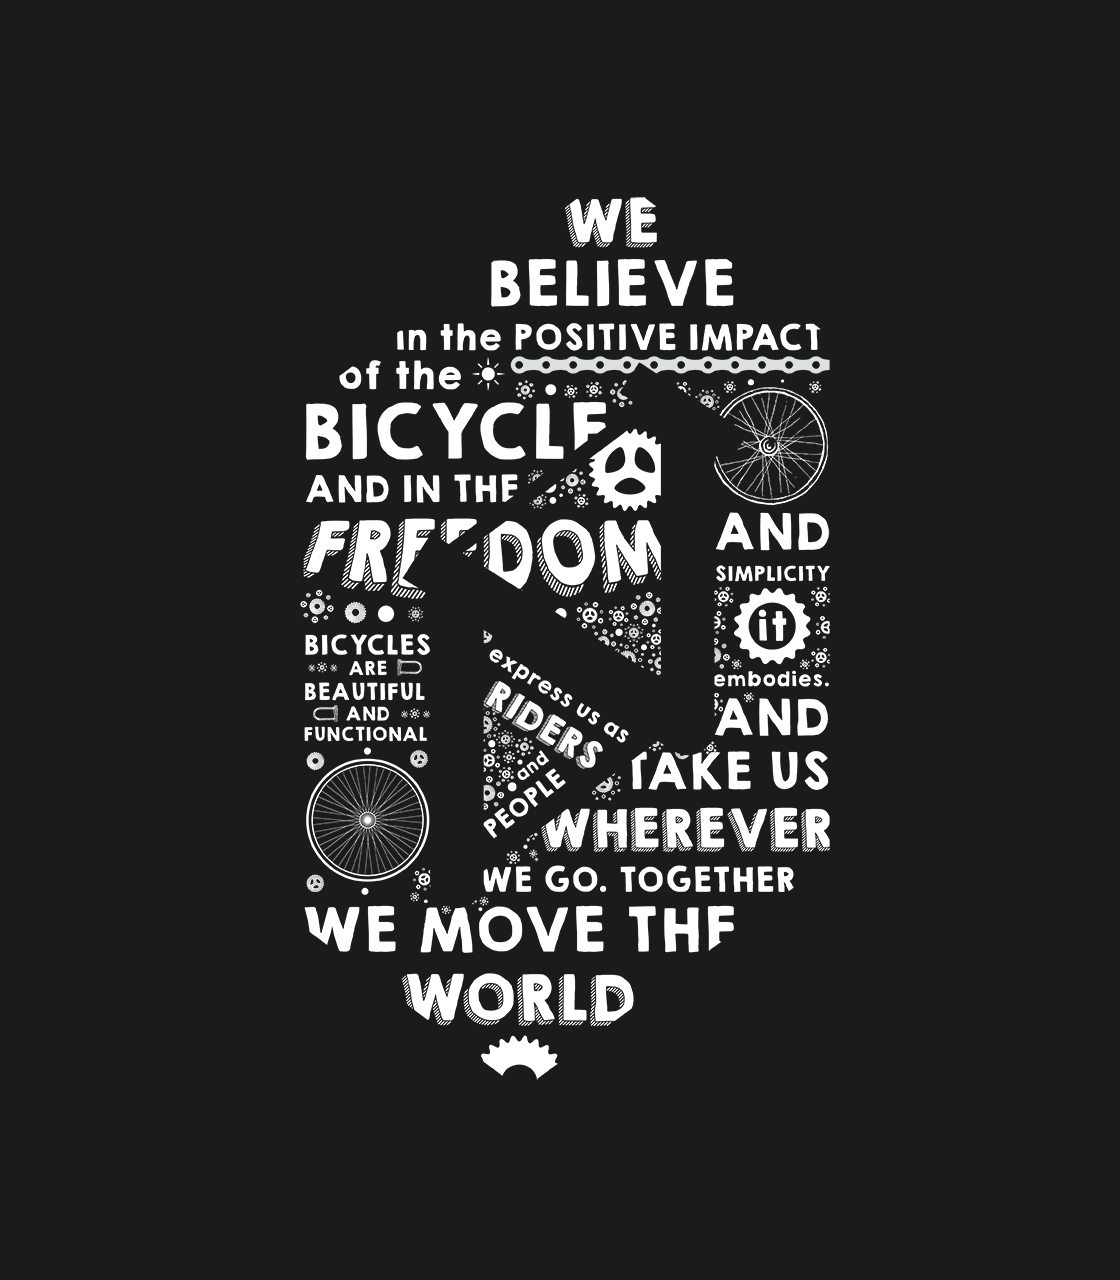 WE
BELIEVE
in the POSITIVE IMPACT
of the
BICYCLE
AND IN THE
FREEDOM
AND
SIMPLICITY
it
embodies.
BICYCLES
ARE
BEAUTIFUL
AND
FUNCTIONAL
express us as
RIDERS
and
PEOPLE
AND
TAKE US
WHEREVER
WE GO. TOGETHER
WE MOVE THE
WORLD